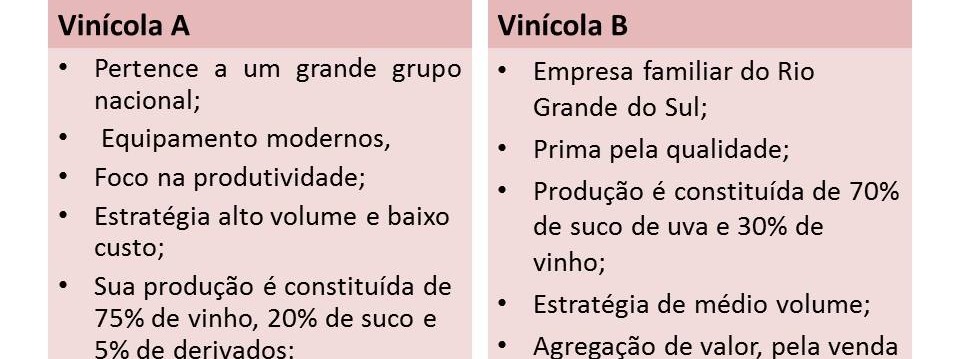 Vinícola A
• Pertence a um grande grupo
nacional;
• Equipamento modernos,
• Foco na produtividade;
• Estratégia alto volume e baixo
custo;
• Sua produção é constituída de
75% de vinho, 20% de suco e
5% de derivados;
Vinícola B
• Empresa familiar do Rio
Grande do Sul;
• Prima pela qualidade;
• Produção é constituída de 70%
de suco de uva e 30% de
vinho;
• Estratégia de médio volume;
• Agregação de valor, pela venda